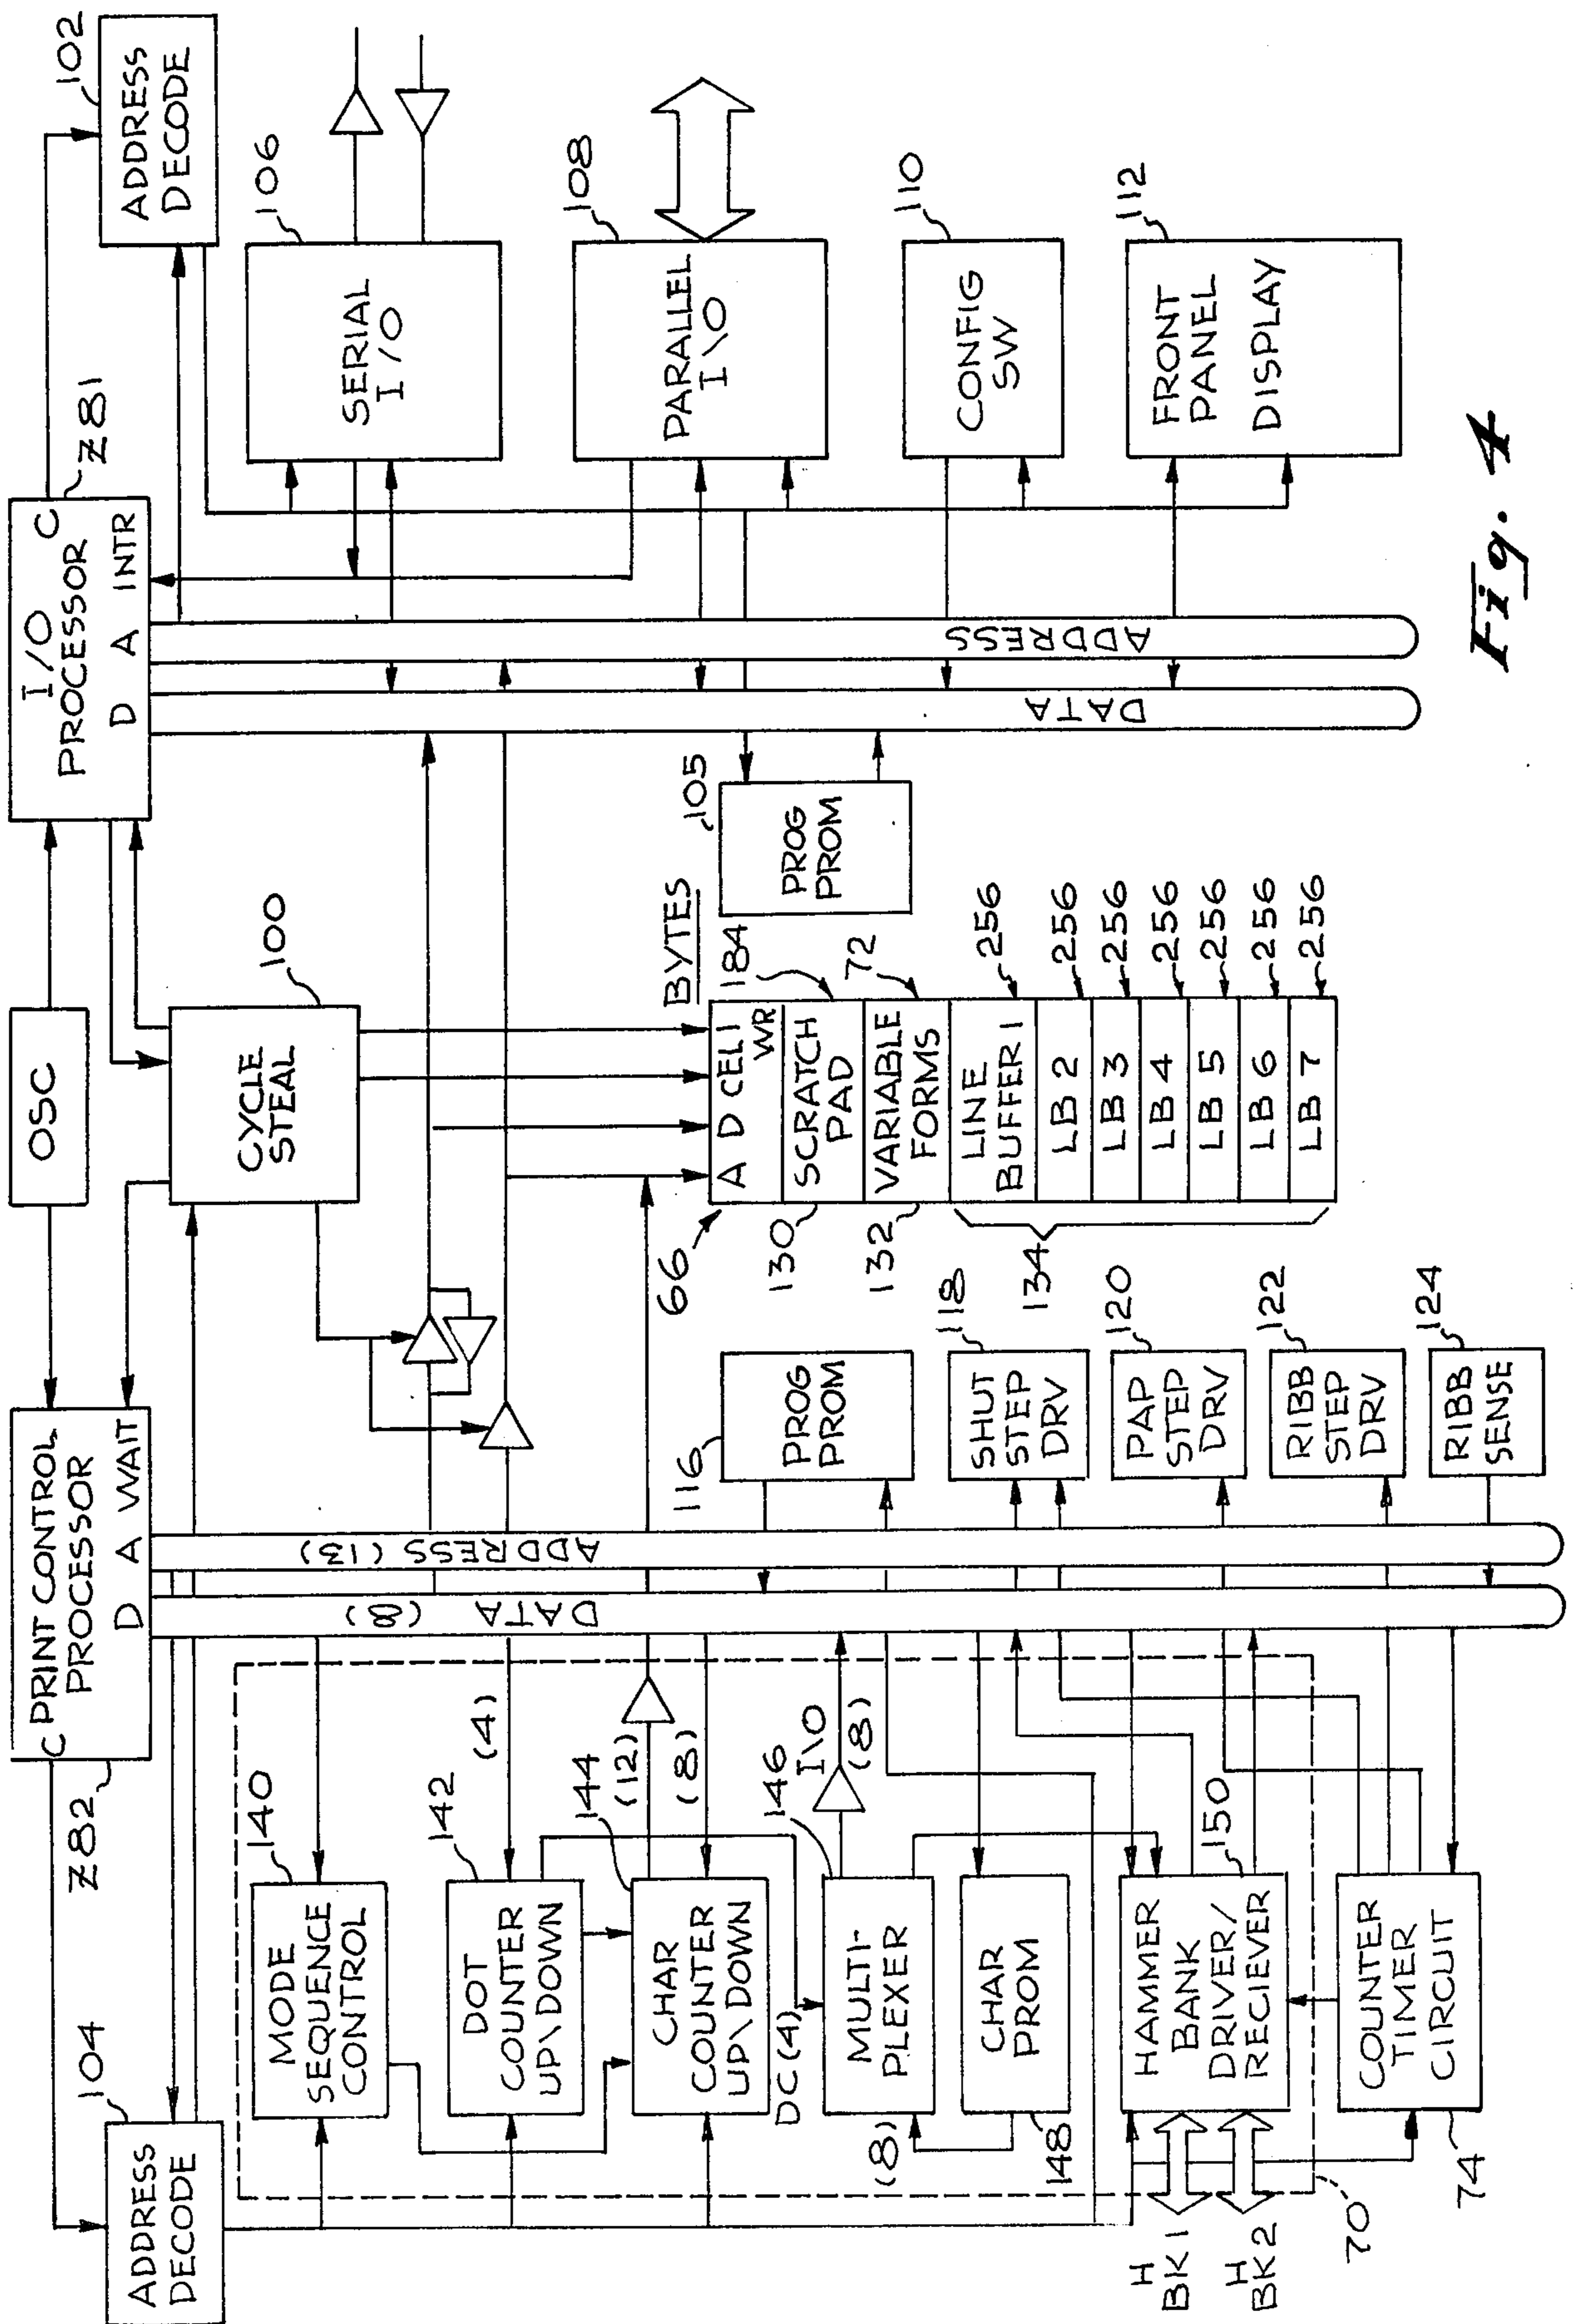 104
ADDRESS
DECODE
Z82
C PRINT CONTROL
PROCESSOR
D A WAIT
OSC
I/O
PROCESSOR C
D A INTR
Z81
102
ADDRESS
DECODE
CYCLE
STEAL
100
140
MODE
SEQUENCE
CONTROL
142
(4)
DOT
COUNTER
UP\DOWN
144
(12)
(8)
CHAR
COUNTER
UP\DOWN
DC(4)
146
I\O
(8)
MULTI-
PLEXER
(8)
CHAR
PROM
148
HAMMER
BANK
DRIVER/
RECIEVER
150
H
BK1
H
BK2
70
COUNTER
TIMER
CIRCUIT
74
DATA (8)
ADDRESS (13)
116
PROG
PROM
118
SHUT
STEP
DRV
120
PAP
STEP
DRV
122
RIBB
STEP
DRV
124
RIBB
SENSE
66
A D CEL1
WR
BYTES
130
SCRATCH
PAD
184
132
VARIABLE
FORMS
72
134
LINE
BUFFER 1
256
LB 2
256
LB 3
256
LB 4
256
LB 5
256
LB 6
256
LB 7
256
105
PROG
PROM
DATA
ADDRESS
106
SERIAL
I/O
108
PARALLEL
I\O
110
CONFIG
SW
112
FRONT
PANEL
DISPLAY
Fig. 4